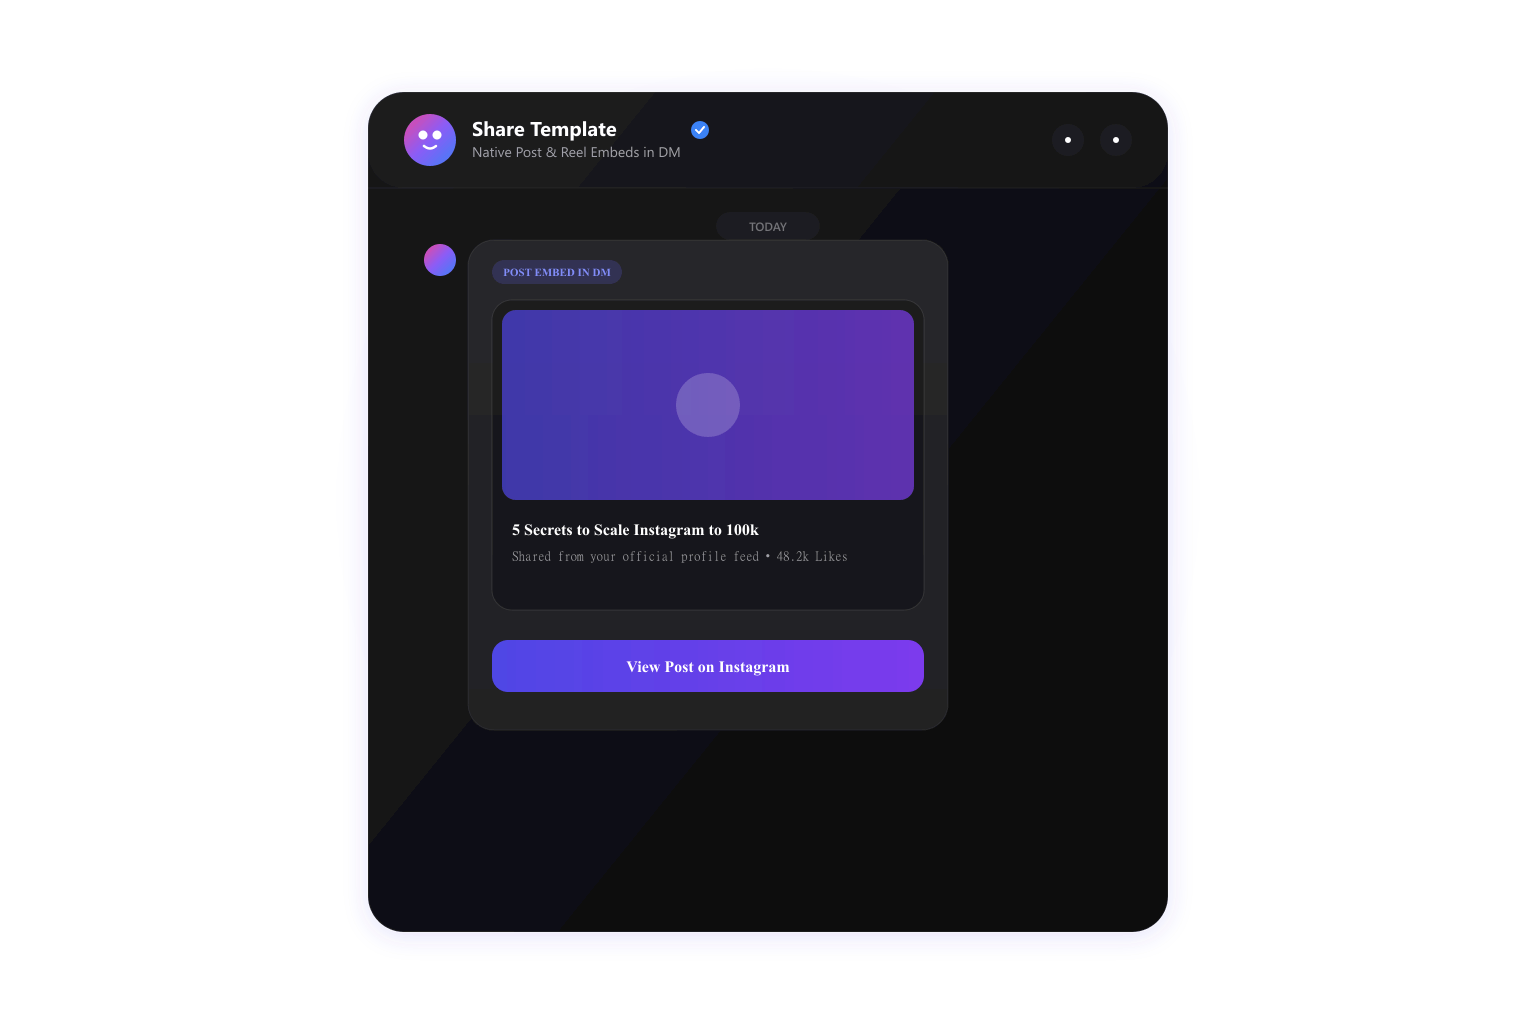 Share Template
Native Post & Reel Embeds in DM
TODAY
POST EMBED IN DM
5 Secrets to Scale Instagram to 100k
Shared from your official profile feed • 48.2k Likes
View Post on Instagram